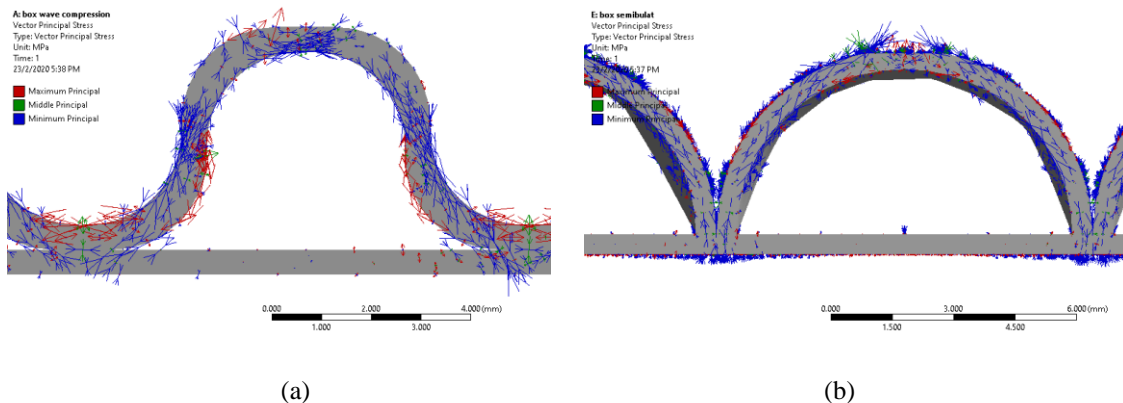 A: box wave compression
Vector Principal Stress
Type: Vector Principal Stress
Unit: MPa
Time: 1
23/2/2020 5:38 PM
Maximum Principal
Middle Principal
Minimum Principal
0.000 2.000 4.000 (mm)
1.000 3.000
(a)
E: box semibulat
Vector Principal Stress
Type: Vector Principal Stress
Unit: MPa
Time: 1
5:37 PM
Maximum Principal
Middle Principal
Minimum Principal
0.000 3.000 6.000 (mm)
1.500 4.500
(b)